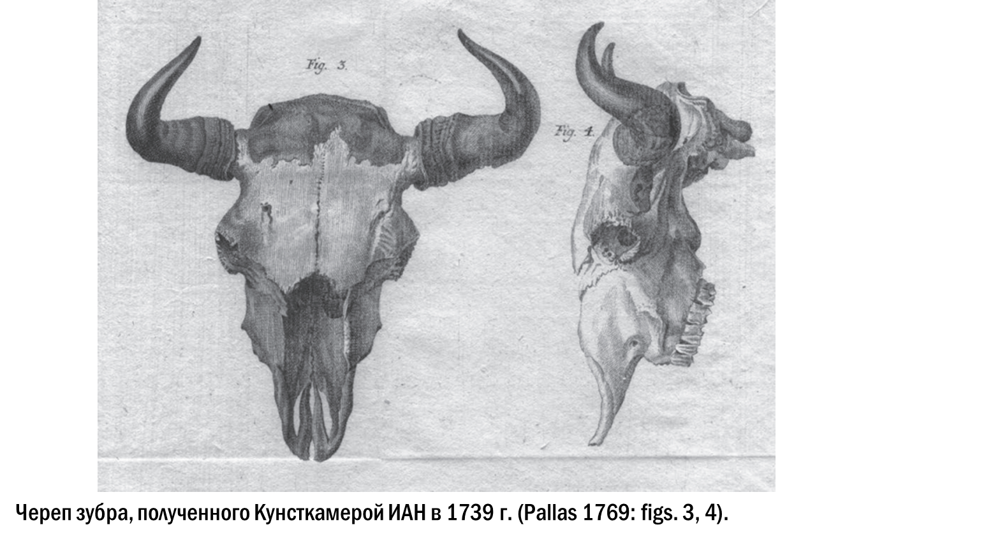 Fig. 3.
Fig. 4.
Череп зубра, полученного Кунсткамерой ИАН в 1739 г. (Pallas 1769: figs. 3, 4).